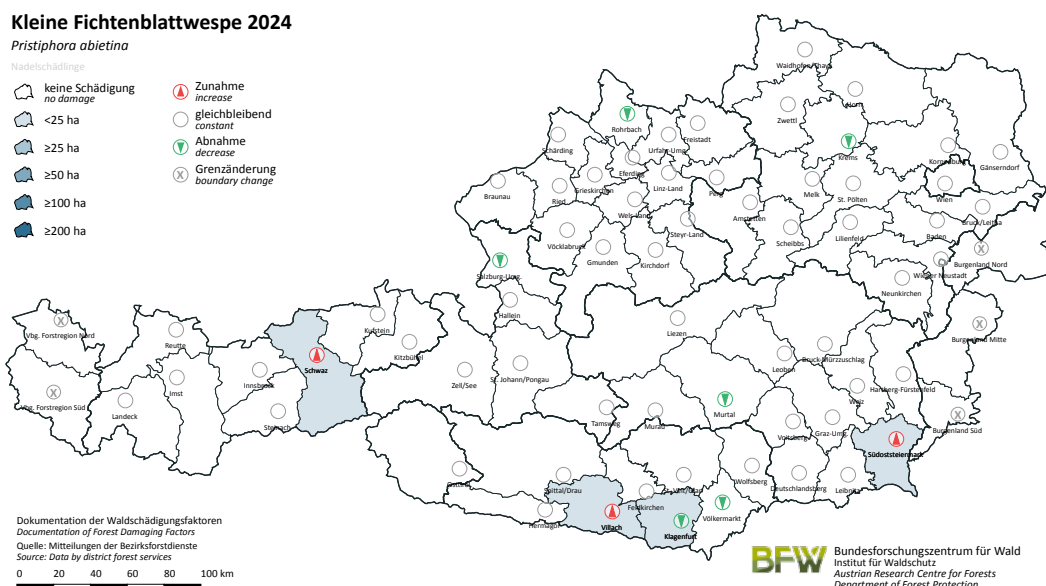 Kleine Fichtenblattwespe 2024
Pristiphora abietina
Nadelschädlinge
keine Schädigung
no damage
<25 ha
≥25 ha
≥50 ha
≥100 ha
≥200 ha
Zunahme
increase
gleichbleibend
constant
Abnahme
decrease
Grenzänderung
boundary change
Waidhofen/Thaya
Horn
Zwettl
Rohrbach
Freistadt
Krems
Schärding
Urfahr-Umg.
Korneuburg
Gänserndorf
Eferding
Grieskirchen
Linz-Land
Perg
Melk
St. Pölten
Wien
Braunau
Ried
Wels-Land
Amstetten
Bruck/Leitha
Steyr-Land
Scheibbs
Lilienfeld
Baden
Vöcklabruck
Gmunden
Kirchdorf
Burgenland Nord
Salzburg-Umg.
Wiener Neustadt
Neunkirchen
Hallein
Liezen
Vbg. Forstregion Nord
Reutte
Kufstein
Burgenland Mitte
Kitzbühel
Bruck-Mürzzuschlag
Schwaz
Innsbruck
Zell/See
St. Johann/Pongau
Leoben
Imst
Hartberg-Fürstenfeld
Vbg. Forstregion Süd
Landeck
Weiz
Steinach
Tamsweg
Murau
Murtal
Voitsberg
Graz-Umg.
Burgenland Süd
Südoststeiermark
Osttirol
Spittal/Drau
St. Veit/Glan
Wolfsberg
Deutschlandsberg
Leibnitz
Hermagor
Feldkirchen
Villach
Klagenfurt
Völkermarkt
Dokumentation der Waldschädigungsfaktoren
Documentation of Forest Damaging Factors
Quelle: Mitteilungen der Bezirksforstdienste
Source: Data by district forest services
0 20 40 60 80 100 km
BFW
Bundesforschungszentrum für Wald
Institut für Waldschutz
Austrian Research Centre for Forests
Department of Forest Protection